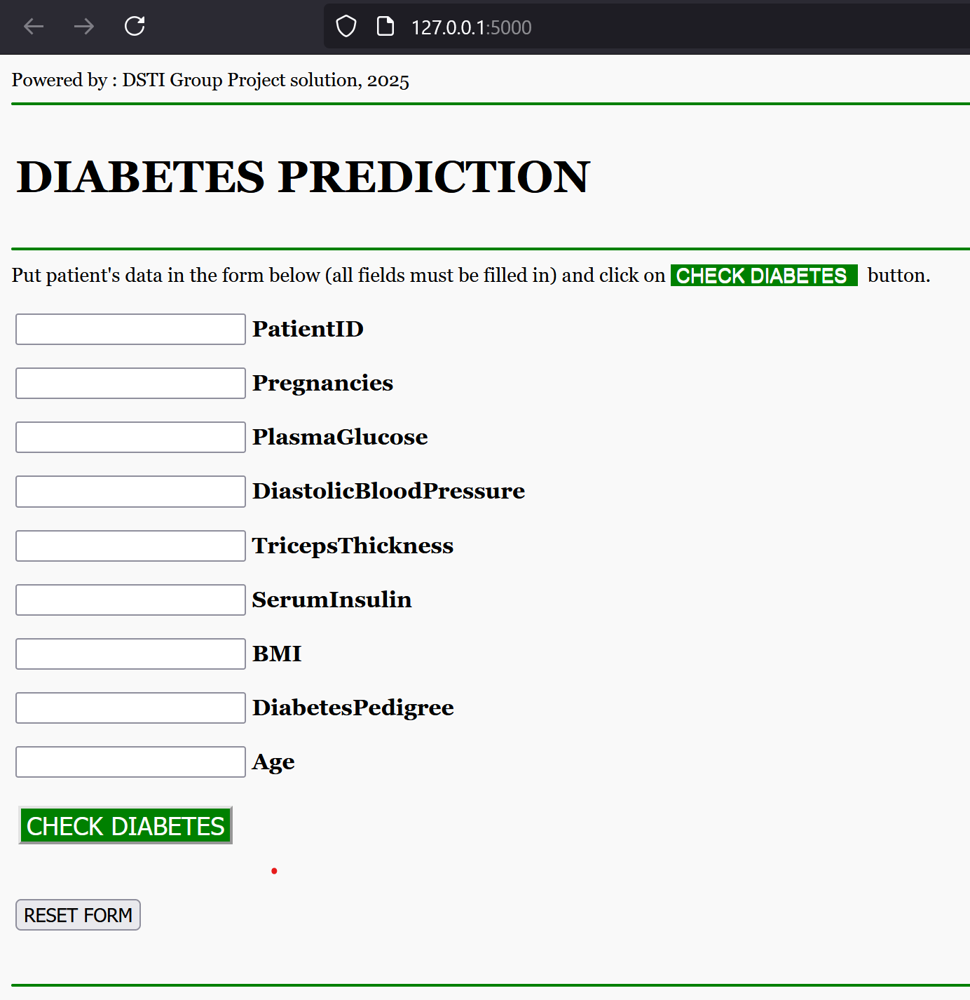 127.0.0.1:5000
Powered by : DSTI Group Project solution, 2025
DIABETES PREDICTION
Put patient's data in the form below (all fields must be filled in) and click on CHECK DIABETES button.
PatientID
Pregnancies
PlasmaGlucose
DiastolicBloodPressure
TricepsThickness
SerumInsulin
BMI
DiabetesPedigree
Age
CHECK DIABETES
RESET FORM